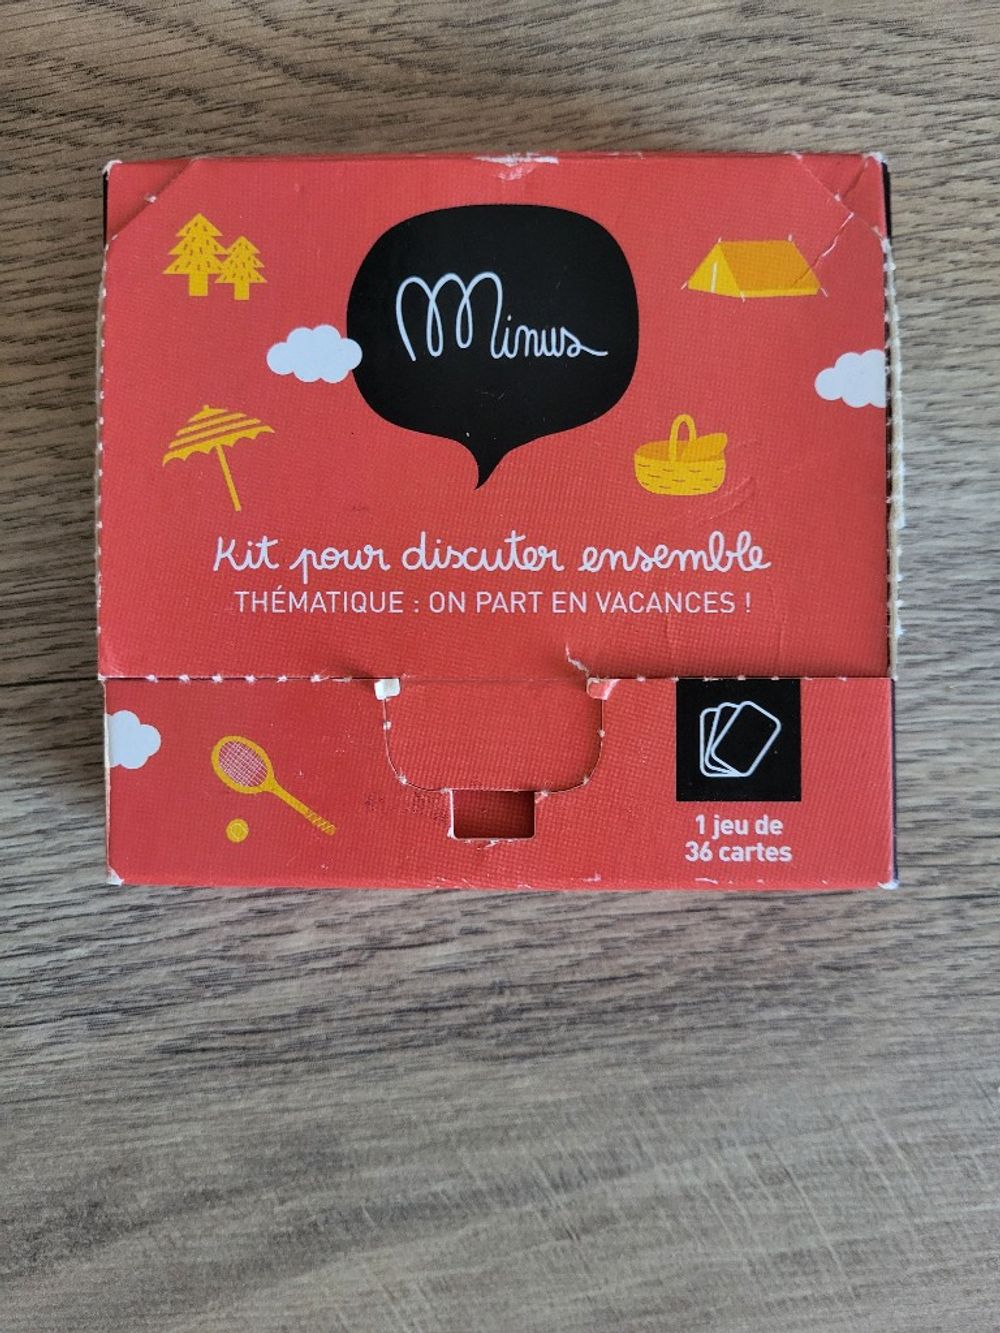 Minus
Kit pour discuter ensemble
THÉMATIQUE : ON PART EN VACANCES !
1 jeu de
36 cartes